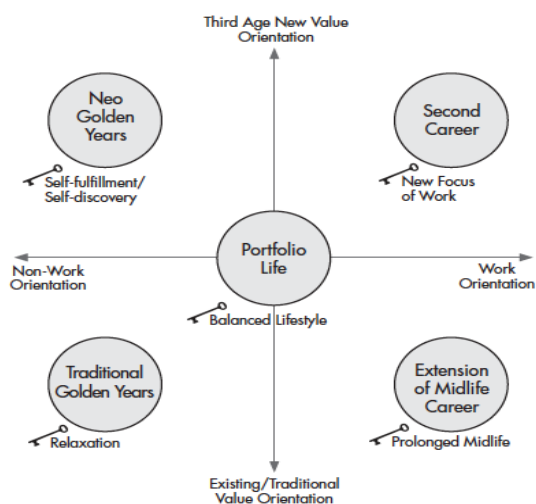 Third Age New Value
Orientation
Neo
Golden
Years
Self-fulfillment/
Self-discovery
Second
Career
New Focus
of Work
Portfolio
Life
Non-Work
Orientation
Work
Orientation
Balanced Lifestyle
Traditional
Golden Years
Relaxation
Extension
of Midlife
Career
Prolonged Midlife
Existing/Traditional
Value Orientation